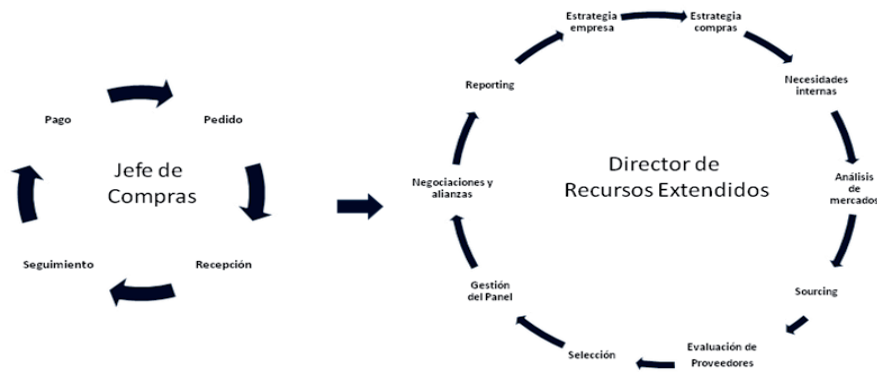 Pago
Pedido
Jefe de
Compras
Seguimiento
Recepción
Estrategia
empresa
Estrategia
compras
Necesidades
internas
Análisis
de
mercados
Sourcing
Evaluación de
Proveedores
Selección
Gestión
del Panel
Negociaciones y
alianzas
Reporting
Director de
Recursos Extendidos